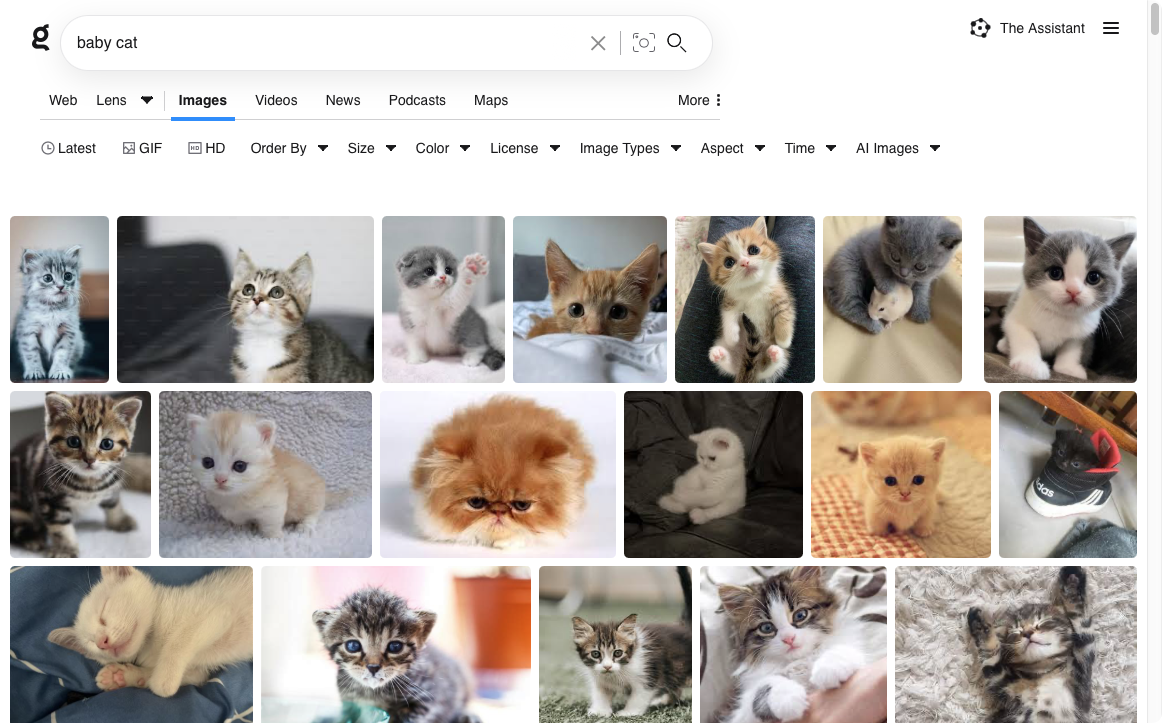 g
baby cat
The Assistant
Web Lens Images Videos News Podcasts Maps More
Latest GIF HD HD Order By Size Color License Image Types Aspect Time AI Images
adidas